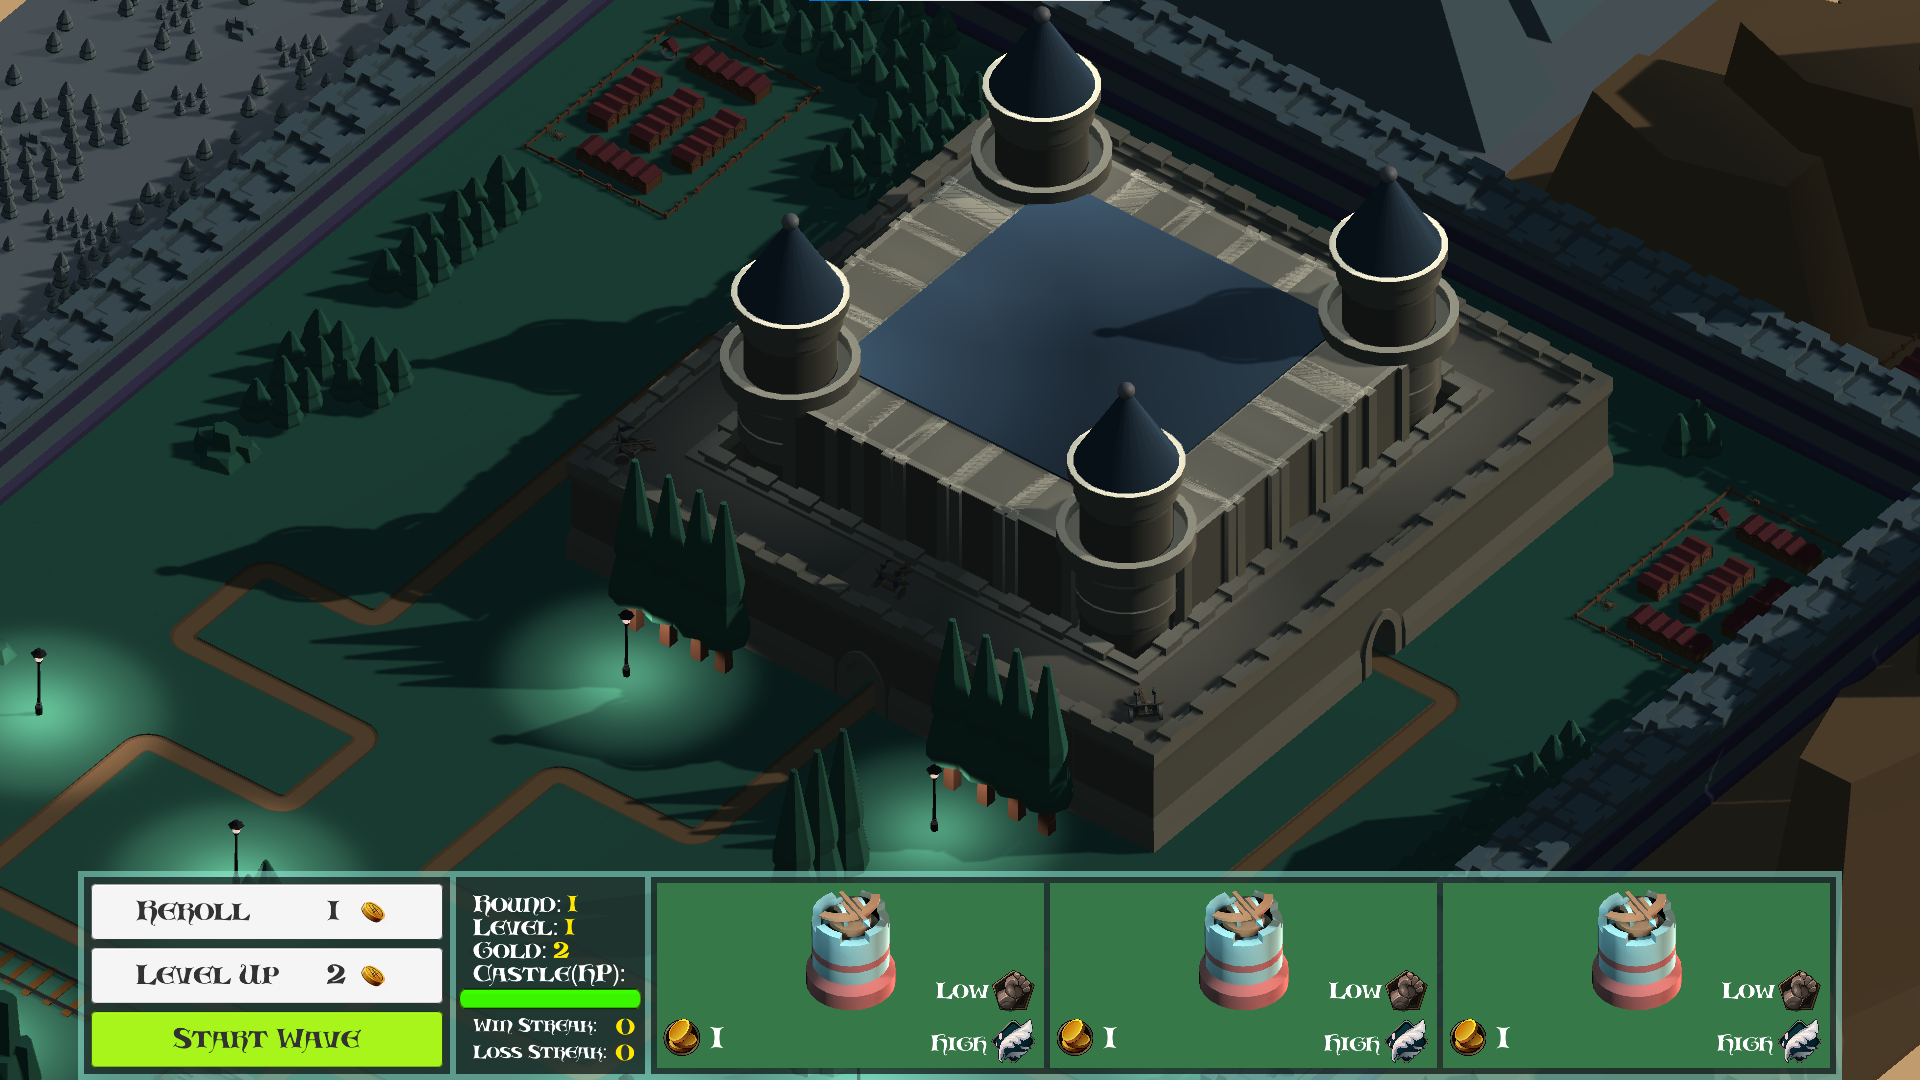 Reroll 1
Level Up 2
Start Wave
Round: 1
Level: 1
Gold: 2
Castle(HP):
Win Streak: 0
Loss Streak: 0
Low
High
1
Low
High
1
Low
High
1